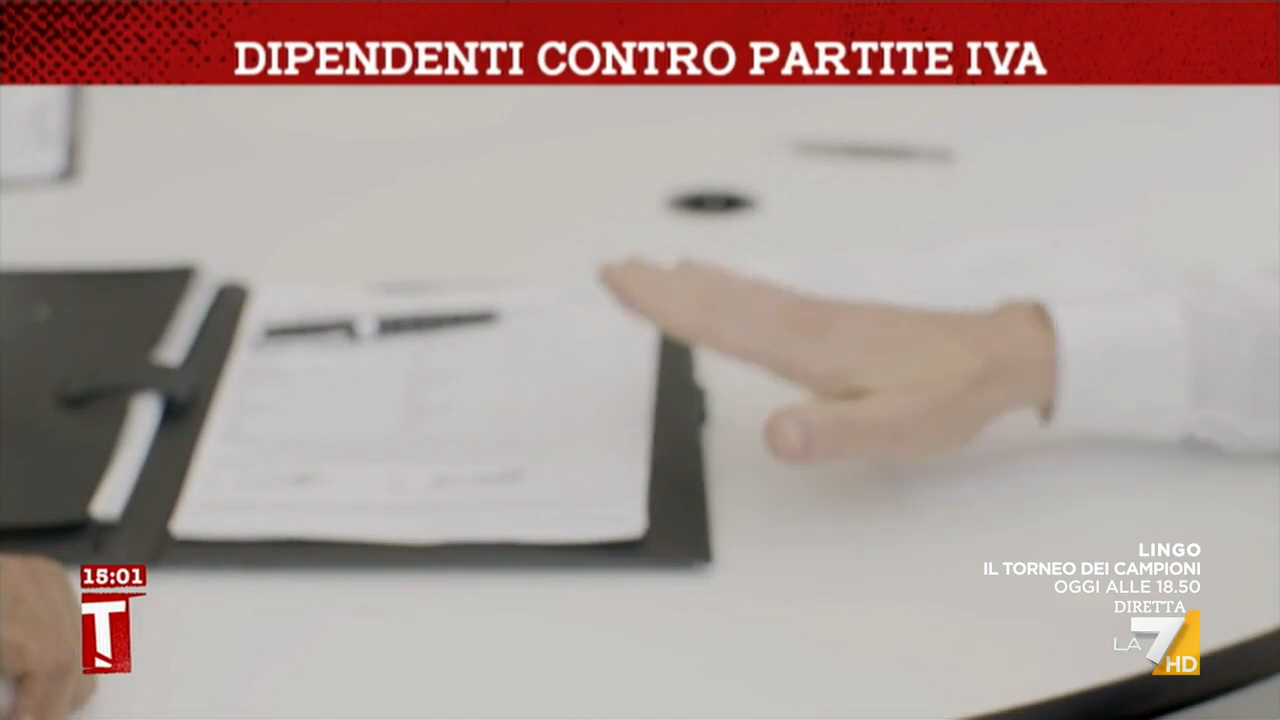 DIPENDENTI CONTRO PARTITE IVA
15:01
T
LINGO
IL TORNEO DEI CAMPIONI
OGGI ALLE 18.50
DIRETTA
LA7
HD